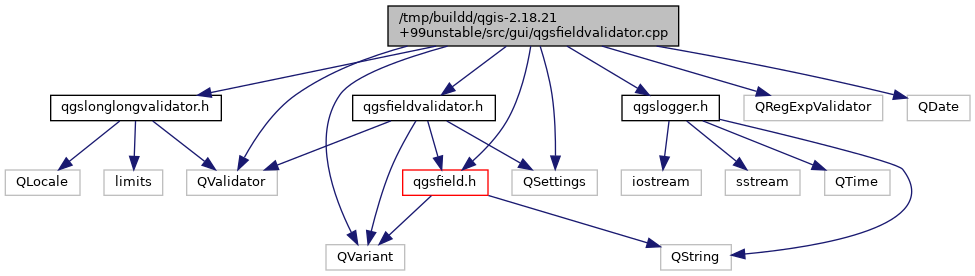 /tmp/buildd/qgis-2.18.21
+99unstable/src/gui/qgsfieldvalidator.cpp
qgslonglongvalidator.h
qgsfieldvalidator.h
qgslogger.h
QRegExpValidator
QDate
QLocale
limits
QValidator
qgsfield.h
QSettings
iostream
sstream
QTime
QVariant
QString